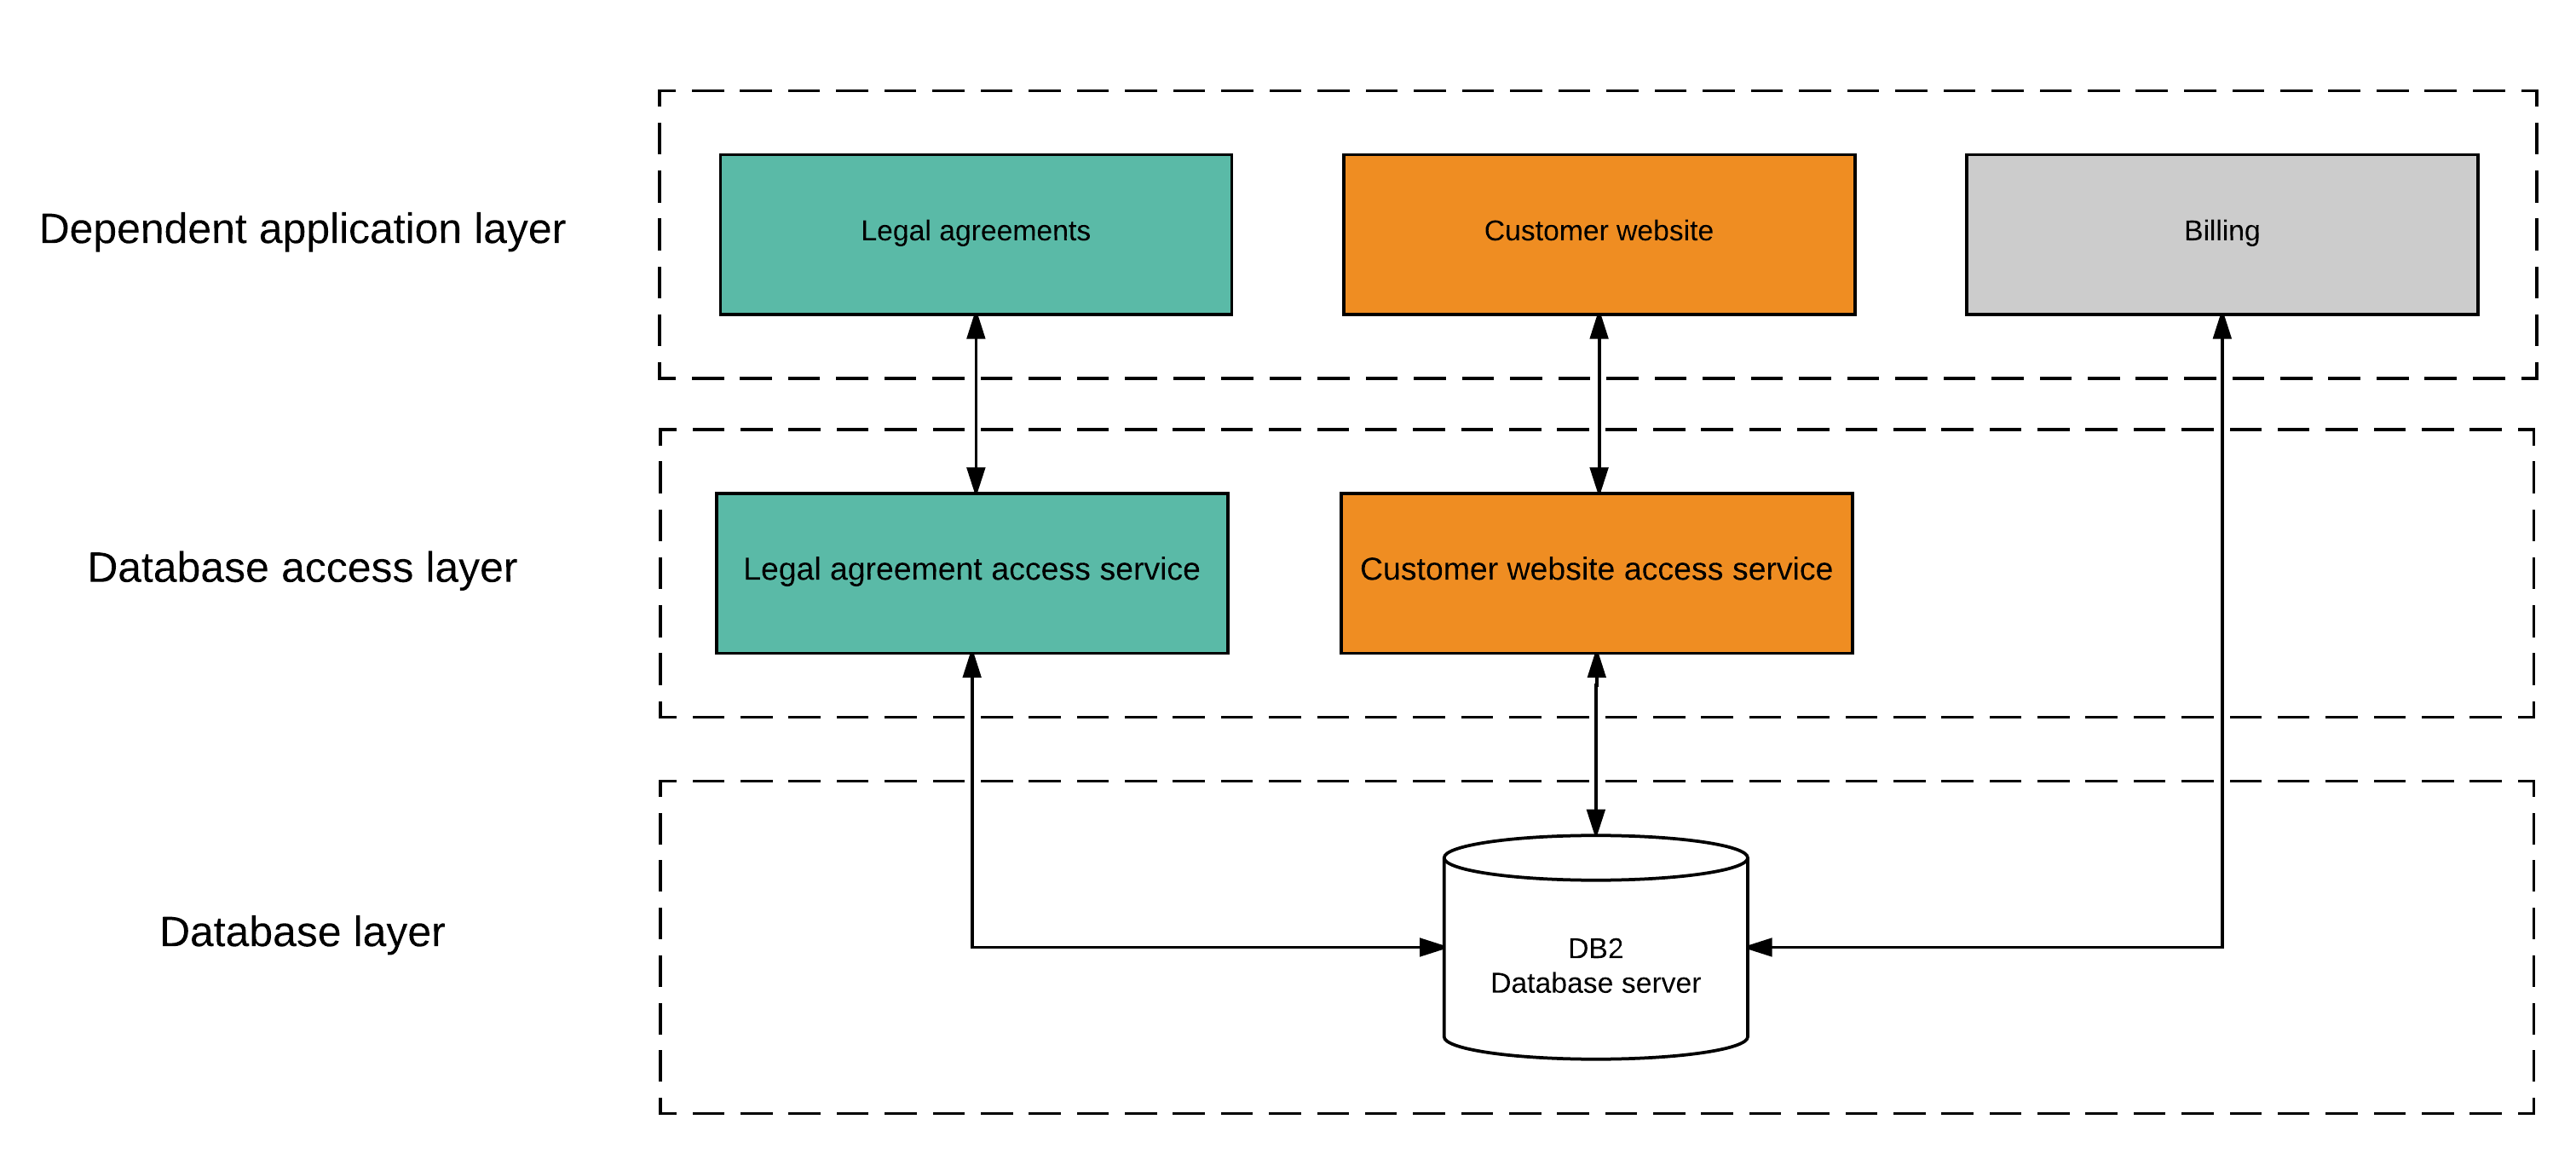 Dependent application layer
Legal agreements
Customer website
Billing
Database access layer
Legal agreement access service
Customer website access service
Database layer
DB2
Database server